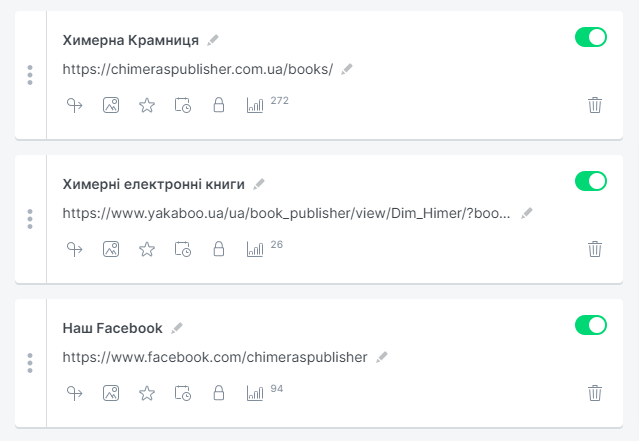 Химерна Крамниця
https://chimeraspublisher.com.ua/books/
272
Химерні електронні книги
https://www.yakaboo.ua/ua/book_publisher/view/Dim_Himer/?boo...
26
Наш Facebook
https://www.facebook.com/chimeraspublisher
94